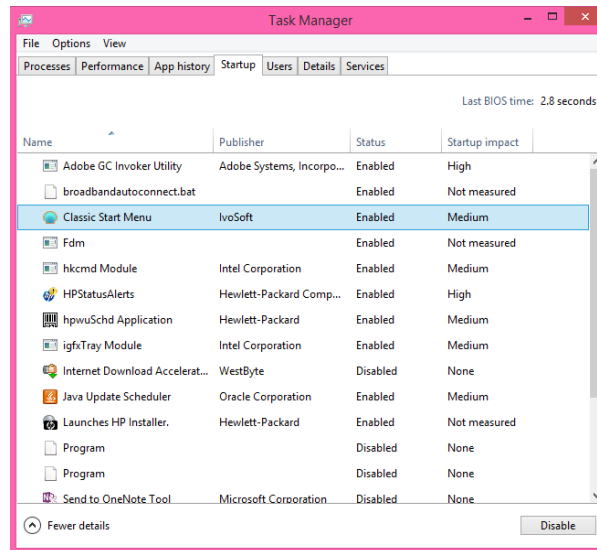 Task Manager
File Options View
Processes Performance App history Startup Users Details Services
Last BIOS time: 2.8 seconds
Name Publisher Status Startup impact
Adobe GC Invoker Utility Adobe Systems, Incorpo... Enabled High
broadbandautoconnect.bat Enabled Not measured
Classic Start Menu IvoSoft Enabled Medium
Fdm Enabled Not measured
hkcmd Module Intel Corporation Enabled Medium
HPStatusAlerts Hewlett-Packard Comp... Enabled High
hpwuSchd Application Hewlett-Packard Enabled Medium
igfxTray Module Intel Corporation Enabled Medium
Internet Download Accelerat... WestByte Disabled None
Java Update Scheduler Oracle Corporation Enabled Medium
Launches HP Installer. Hewlett-Packard Enabled Not measured
Program Disabled None
Program Disabled None
Send to OneNote Tool Microsoft Corporation Disabled None
Fewer details Disable